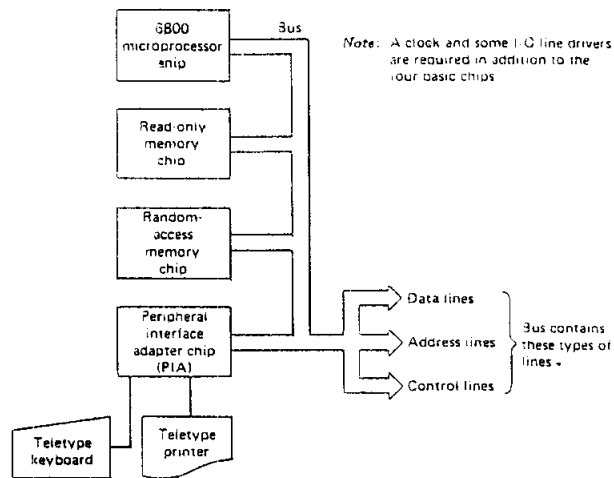 6800
microprocessor
chip
Bus
Note: A clock and some I-O line drivers
are required in addition to the
four basic chips
Read-only
memory
chip
Random-
access
memory
chip
Peripheral
interface
adapter chip
(PIA)
Data lines
Address lines
Control lines
Bus contains
these types of
lines.
Teletype
keyboard
Teletype
printer